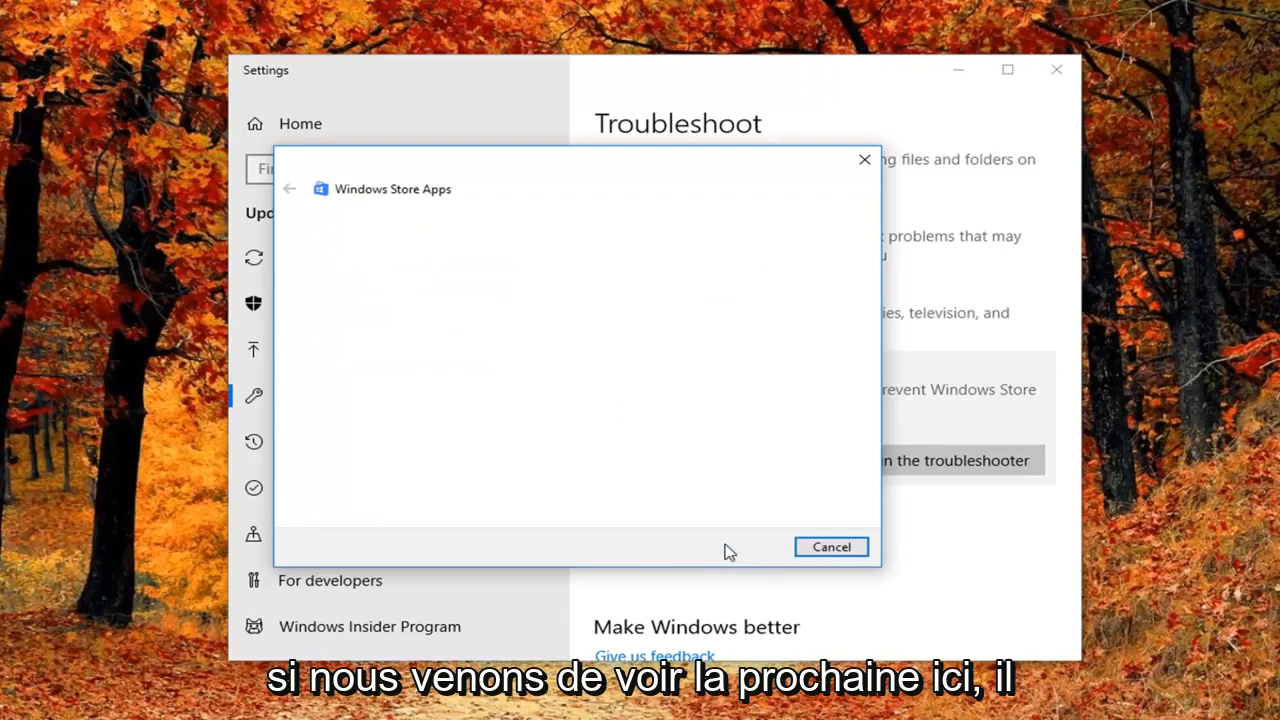 Settings
Home
Troubleshoot
Fi
ng files and folders on
Windows Store Apps
Upd
problems that may
u
ies, television, and
revent Windows Store
n the troubleshooter
Cancel
For developers
Windows Insider Program
Make Windows better
Give us feedback
si nous venons de voir la prochaine ici, il